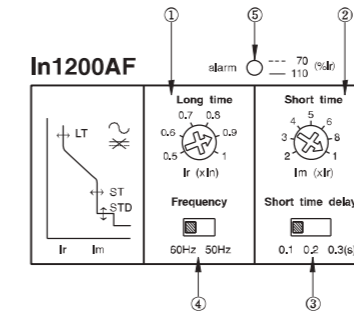 ① ⑤ ②
In1200AF
alarm --- 70 (%Ir)
— 110
Long time
0.5 0.6 0.7 0.8 0.9 1
Ir (xIn)
Short time
2 3 4 5 6 8 1
Im (xIr)
LT
ST
STD
Ir Im
Frequency
60Hz 50Hz
Short time delay
0.1 0.2 0.3(s)
④ ③